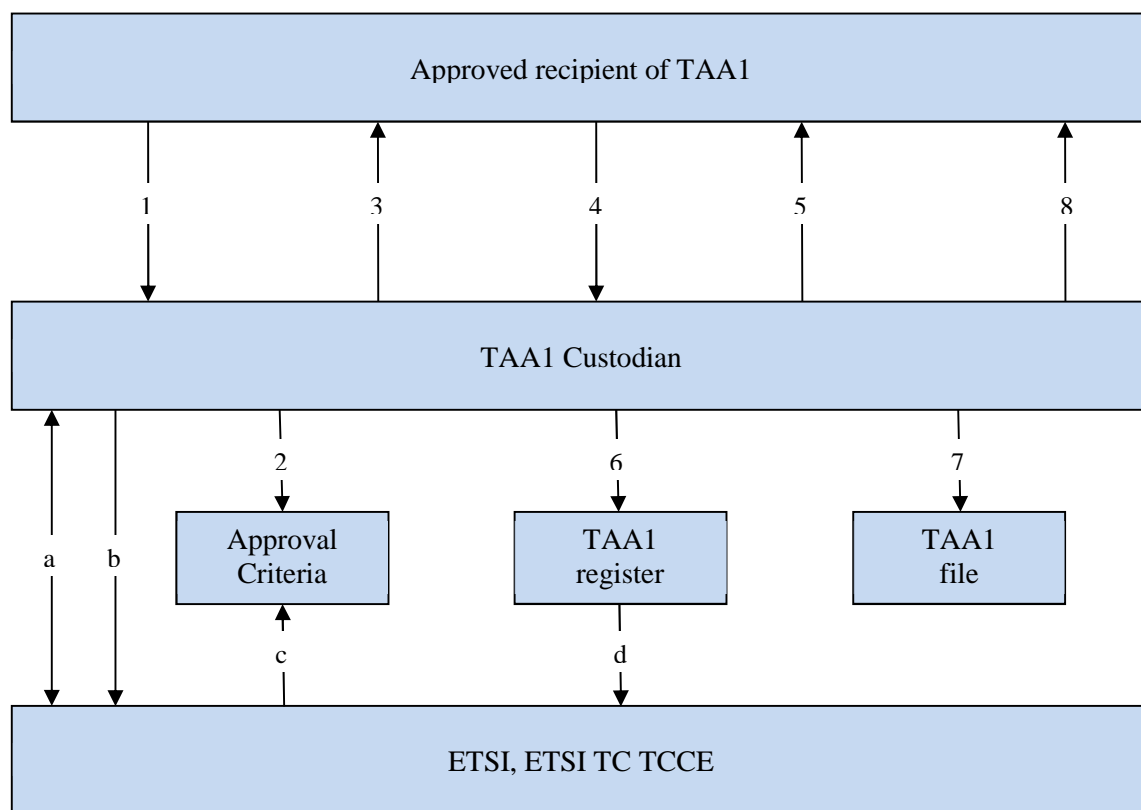 Approved recipient of TAA1
1
3
4
5
8
TAA1 Custodian
2
6
7
a
b
Approval
Criteria
TAA1
register
TAA1
file
c
d
ETSI, ETSI TC TCCE